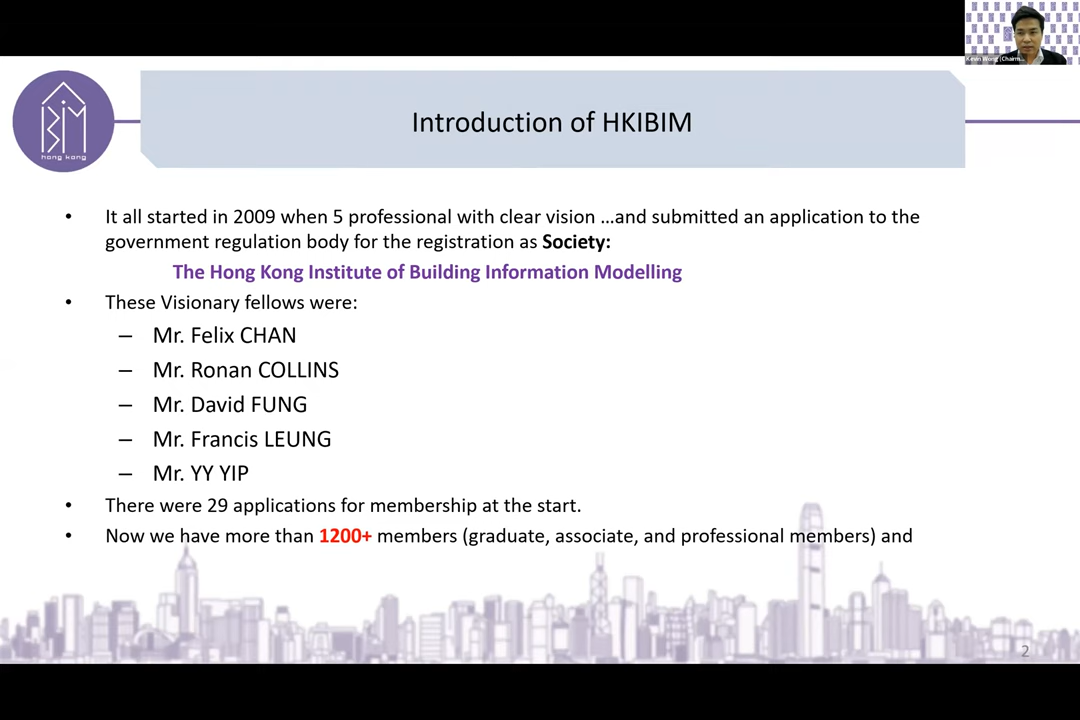 Kevin Wong (Chairm...
BIM
hong kong
Introduction of HKIBIM
• It all started in 2009 when 5 professional with clear vision …and submitted an application to the
government regulation body for the registration as Society:
The Hong Kong Institute of Building Information Modelling
• These Visionary fellows were:
– Mr. Felix CHAN
– Mr. Ronan COLLINS
– Mr. David FUNG
– Mr. Francis LEUNG
– Mr. YY YIP
• There were 29 applications for membership at the start.
• Now we have more than 1200+ members (graduate, associate, and professional members) and
2